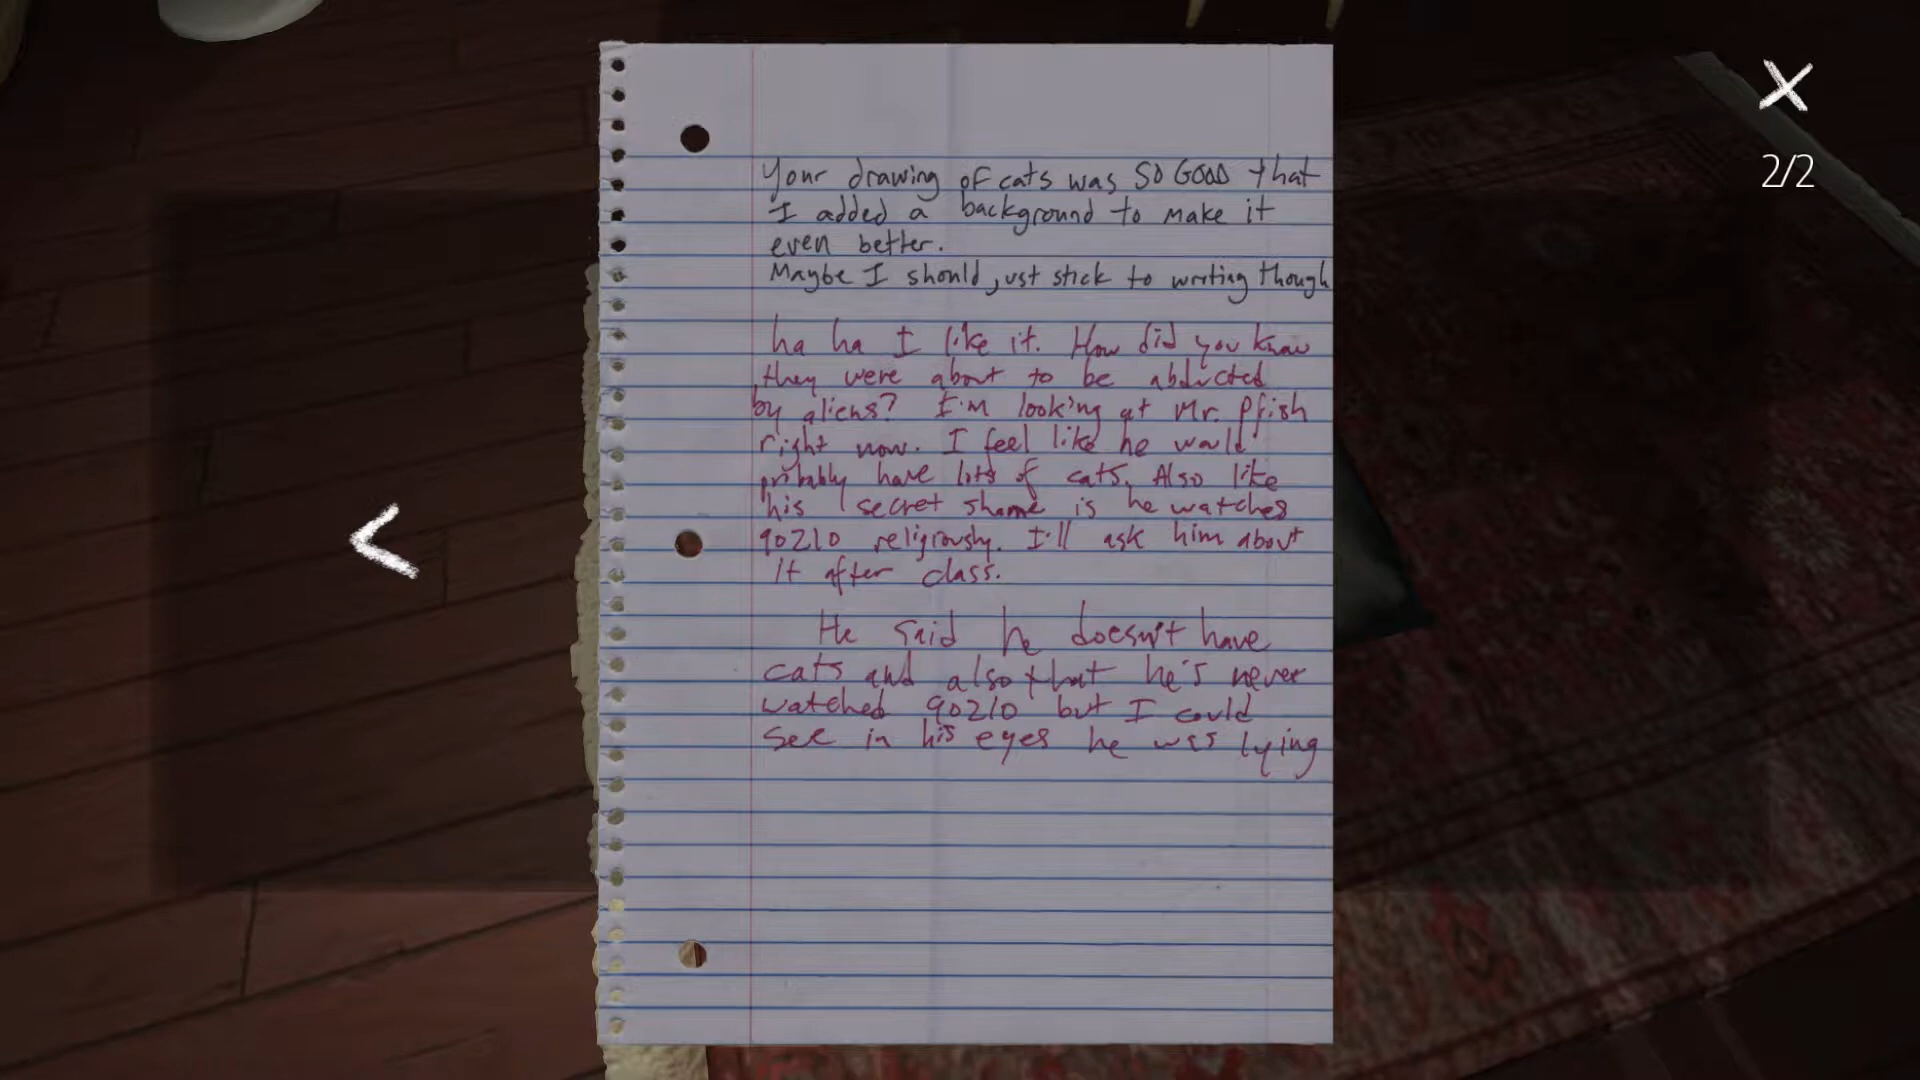 2/2
Your drawing of cats was SO GOOD that
I added a background to make it
even better.
Maybe I should just stick to writing though
ha ha I like it. How did you know
they were about to be abducted
by aliens? I'm looking at Mr. Pfish
right now. I feel like he would
probably have lots of cats. Also like
his secret shame is he watches
90210 religiously. I'll ask him about
it after class.
He said he doesn't have
cats and also that he's never
watched 90210 but I could
see in his eyes he was lying